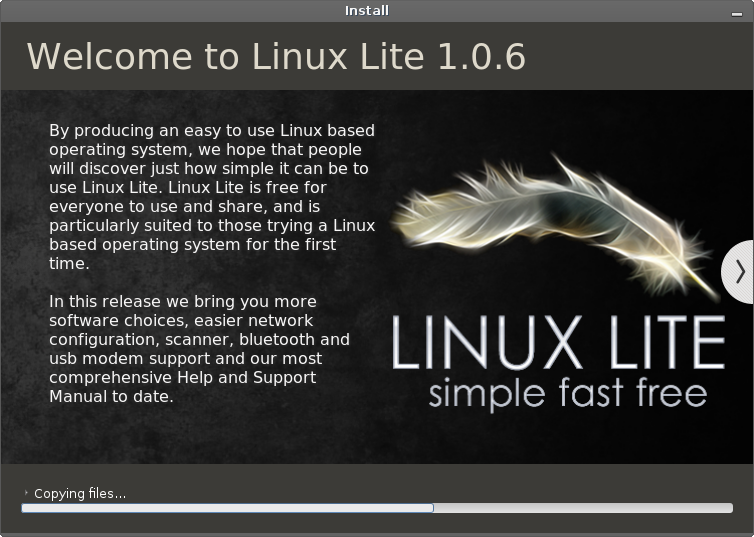 Install
Welcome to Linux Lite 1.0.6
By producing an easy to use Linux based
operating system, we hope that people
will discover just how simple it can be to
use Linux Lite. Linux Lite is free for
everyone to use and share, and is
particularly suited to those trying a Linux
based operating system for the first
time.
In this release we bring you more
software choices, easier network
configuration, scanner, bluetooth and
usb modem support and our most
comprehensive Help and Support
Manual to date.
LINUX LITE
simple fast free
Copying files...